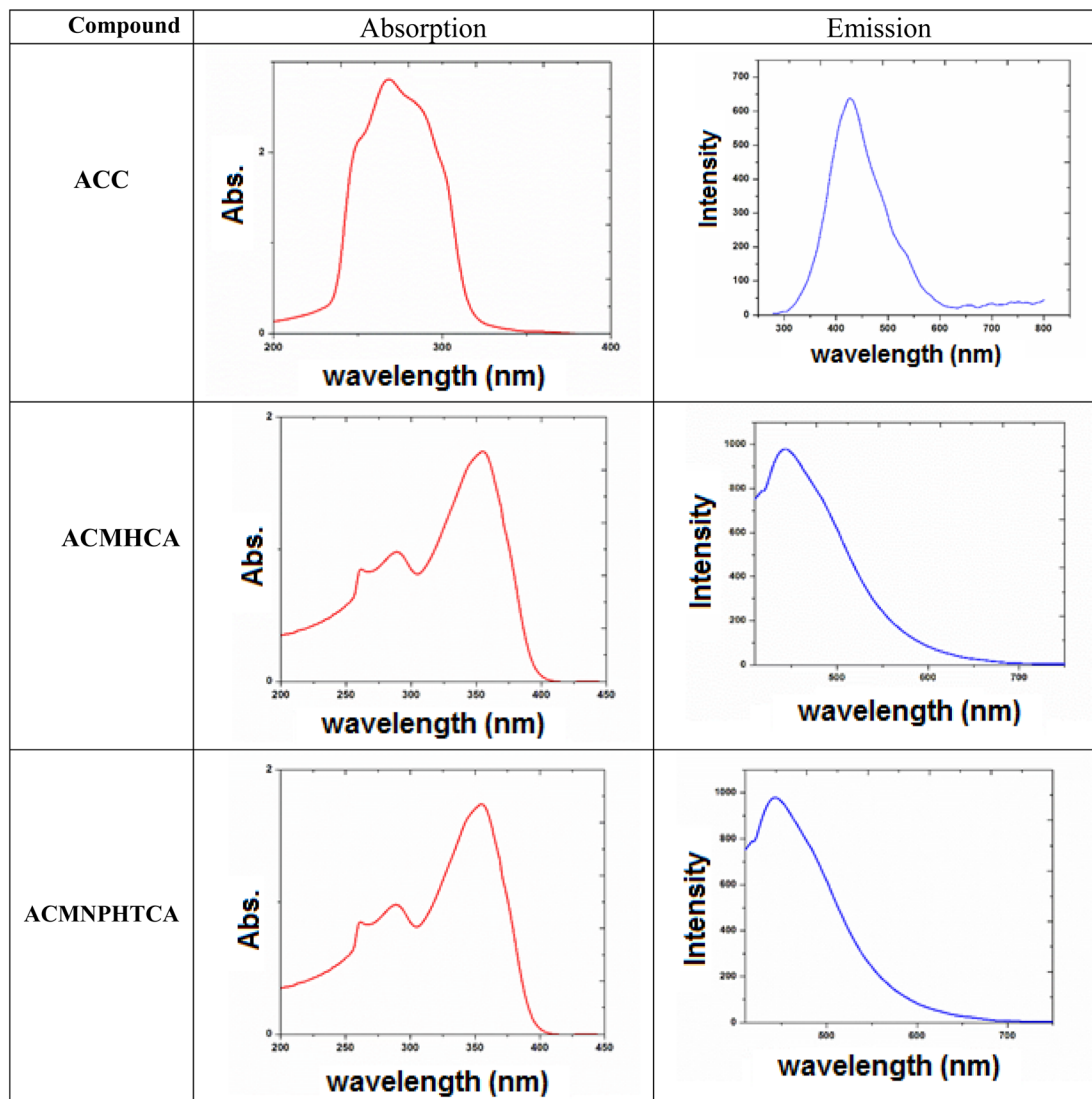 Compound Absorption Emission
ACC
Abs.
2
0
200 300 400
wavelength (nm)
Intensity
700
600
500
400
300
200
100
0
300 400 500 600 700 800
wavelength (nm)
ACMHCA
Abs.
2
0
200 250 300 350 400 450
wavelength (nm)
Intensity
1000
800
600
400
200
0
500 600 700
wavelength (nm)
ACMNPHTCA
Abs.
2
0
200 250 300 350 400 450
wavelength (nm)
Intensity
1000
800
600
400
200
0
500 600 700
wavelength (nm)